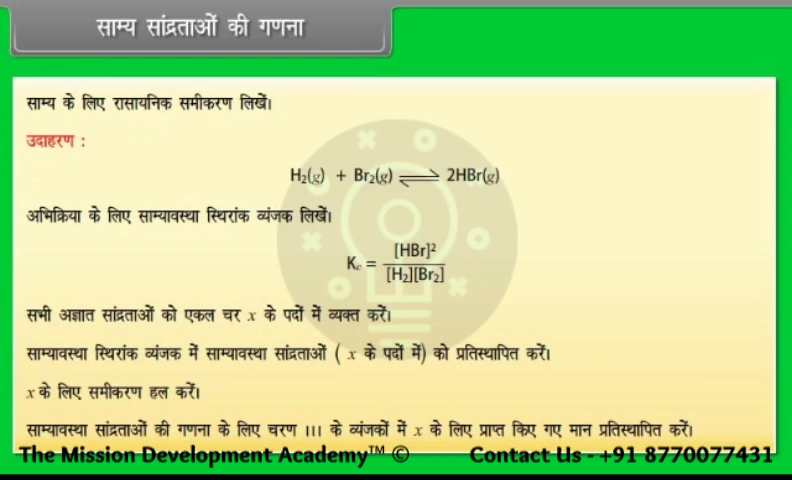 साम्य सांद्रताओं की गणना
साम्य के लिए रासायनिक समीकरण लिखें।
उदाहरण :
H₂(g) + Br₂(g) ⇌ 2HBr(g)
अभिक्रिया के लिए साम्यावस्था स्थिरांक व्यंजक लिखें।
K꜀ = [HBr]² / [H₂][Br₂]
सभी अज्ञात सांद्रताओं को एकल चर x के पदों में व्यक्त करें।
साम्यावस्था स्थिरांक व्यंजक में साम्यावस्था सांद्रताओं ( x के पदों में) को प्रतिस्थापित करें।
x के लिए समीकरण हल करें।
साम्यावस्था सांद्रताओं की गणना के लिए चरण ।।। के व्यंजकों में x के लिए प्राप्त किए गए मान प्रतिस्थापित करें।
The Mission Development Academy™ © Contact Us - +91 8770077431